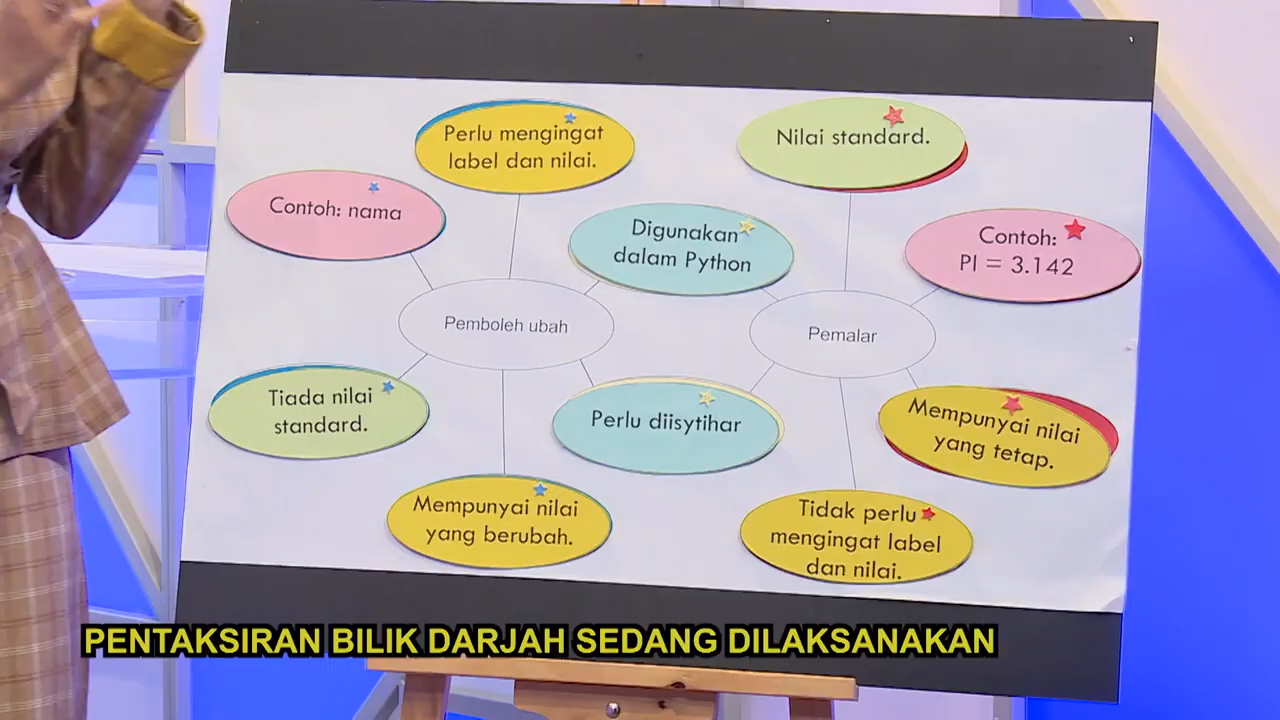 Perlu mengingat
label dan nilai.
Nilai standard.
Contoh: nama
Digunakan
dalam Python
Contoh:
PI = 3.142
Pemboleh ubah
Pemalar
Tiada nilai
standard.
Perlu diisytihar
Mempunyai nilai
yang tetap.
Mempunyai nilai
yang berubah.
Tidak perlu
mengingat label
dan nilai.
PENTAKSIRAN BILIK DARJAH SEDANG DILAKSANAKAN